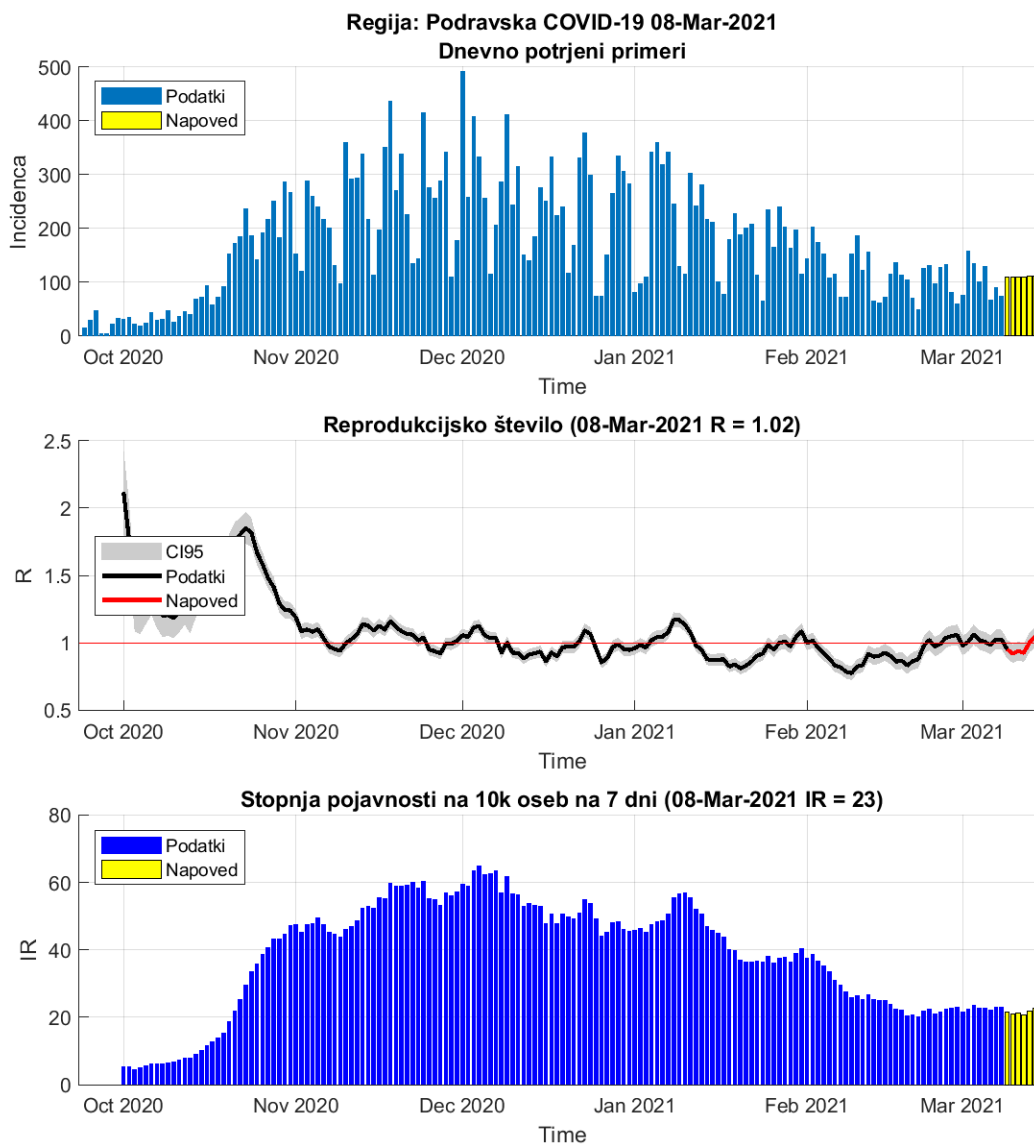 Regija: Podravska COVID-19 08-Mar-2021
Dnevno potrjeni primeri
500
400
300
200
100
0
Incidenca
Podatki
Napoved
Oct 2020 Nov 2020 Dec 2020 Jan 2021 Feb 2021 Mar 2021
Time
Reprodukcijsko število (08-Mar-2021 R = 1.02)
2.5
2
1.5
1
0.5
R
CI95
Podatki
Napoved
Oct 2020 Nov 2020 Dec 2020 Jan 2021 Feb 2021 Mar 2021
Time
Stopnja pojavnosti na 10k oseb na 7 dni (08-Mar-2021 IR = 23)
80
60
40
20
0
IR
Podatki
Napoved
Oct 2020 Nov 2020 Dec 2020 Jan 2021 Feb 2021 Mar 2021
Time